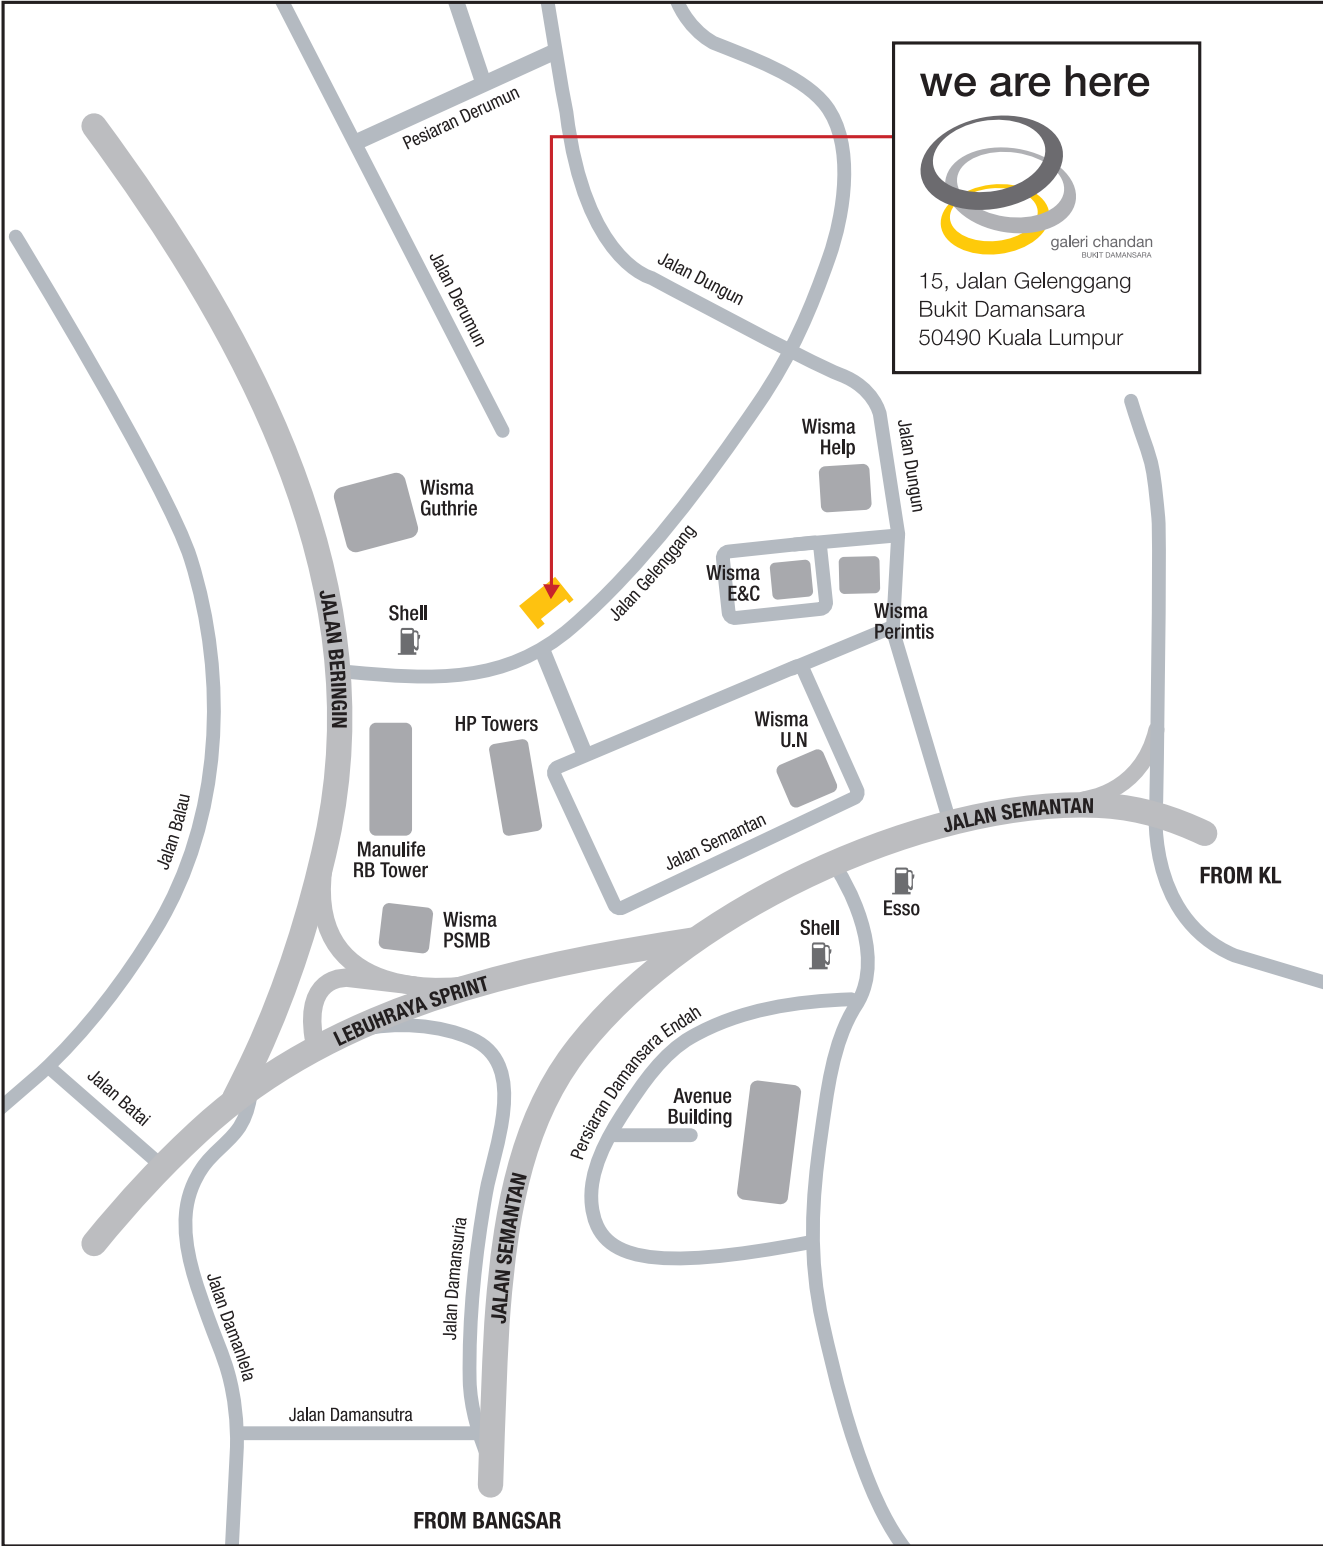 we are here
galeri chandan
BUKIT DAMANSARA
15, Jalan Gelenggang
Bukit Damansara
50490 Kuala Lumpur
Pesiaran Derumun
Jalan Derumun
Jalan Dungun
Wisma
Help
Jalan Dungun
Wisma
Guthrie
Jalan Gelenggang
Wisma
E&C
Wisma
Perintis
Shell
JALAN BERINGIN
HP Towers
Wisma
U.N
Jalan Balau
Manulife
RB Tower
Jalan Semantan
JALAN SEMANTAN
FROM KL
Esso
Wisma
PSMB
Shell
LEBUHRAYA SPRINT
Persiaran Damansara Endah
Jalan Batai
Avenue
Building
JALAN SEMANTAN
Jalan Damansuria
Jalan Damanlela
Jalan Damansutra
FROM BANGSAR